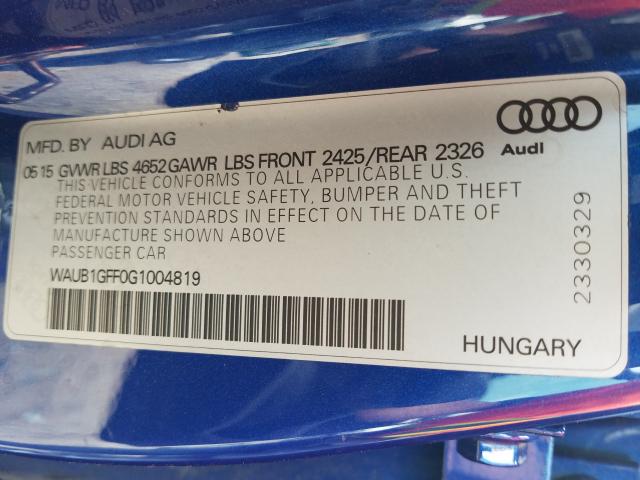 MFD. BY AUDI AG
05 15 GVWR LBS 4652 GAWR LBS FRONT 2425/REAR 2326
Audi
THIS VEHICLE CONFORMS TO ALL APPLICABLE U.S.
FEDERAL MOTOR VEHICLE SAFETY, BUMPER AND THEFT
PREVENTION STANDARDS IN EFFECT ON THE DATE OF
MANUFACTURE SHOWN ABOVE
PASSENGER CAR
WAUB1GFF0G1004819
2330329
HUNGARY